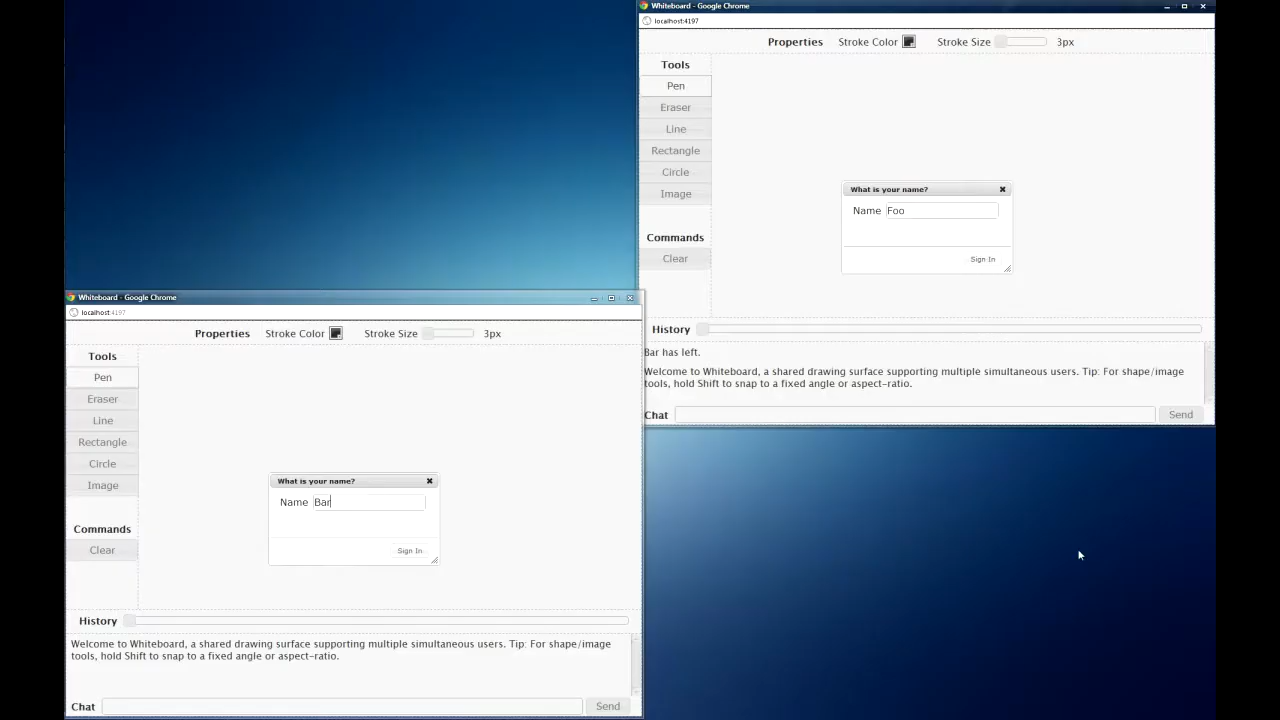 Whiteboard - Google Chrome
localhost:4197
Properties Stroke Color Stroke Size 3px
Tools
Pen
Eraser
Line
Rectangle
Circle
Image
Commands
Clear
What is your name?
Name Foo
Sign In
History
Bar has left.
Welcome to Whiteboard, a shared drawing surface supporting multiple simultaneous users. Tip: For shape/image
tools, hold Shift to snap to a fixed angle or aspect-ratio.
Chat Send
Whiteboard - Google Chrome
localhost:4197
Properties Stroke Color Stroke Size 3px
Tools
Pen
Eraser
Line
Rectangle
Circle
Image
Commands
Clear
What is your name?
Name Bar
Sign In
History
Welcome to Whiteboard, a shared drawing surface supporting multiple simultaneous users. Tip: For shape/image
tools, hold Shift to snap to a fixed angle or aspect-ratio.
Chat Send